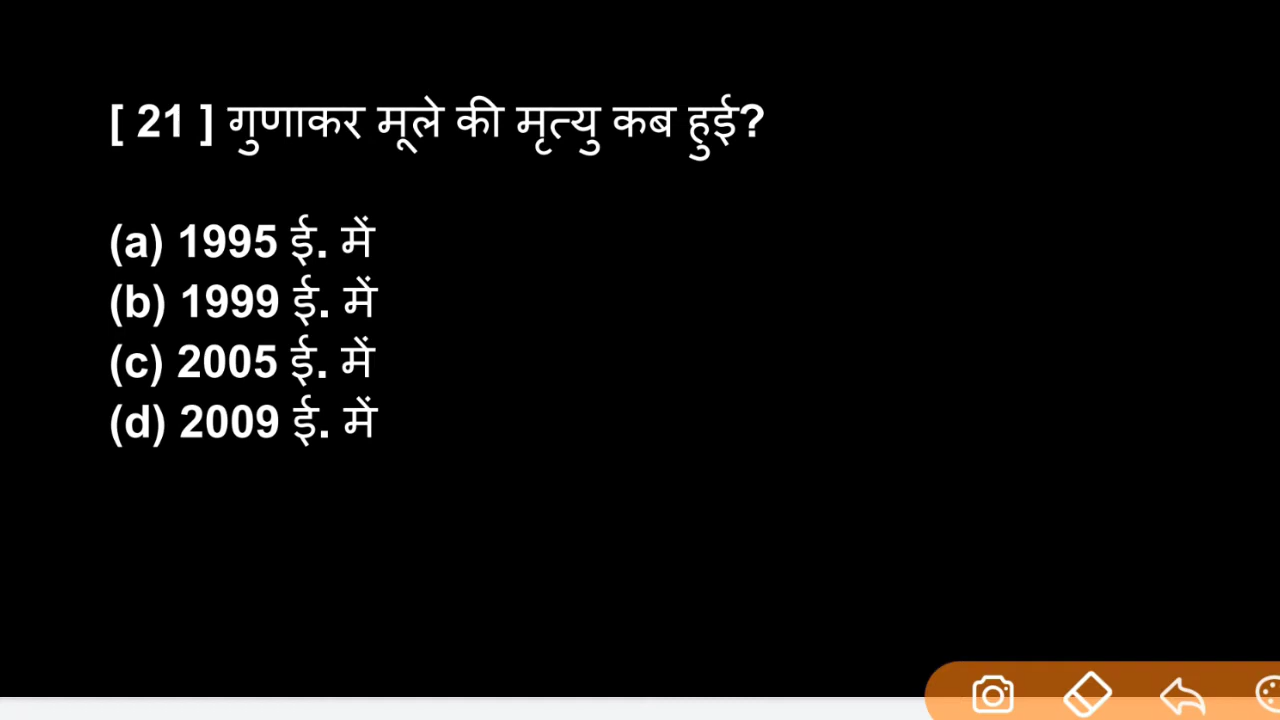 [ 21 ] गुणाकर मूले की मृत्यु कब हुई?
(a) 1995 ई. में
(b) 1999 ई. में
(c) 2005 ई. में
(d) 2009 ई. में